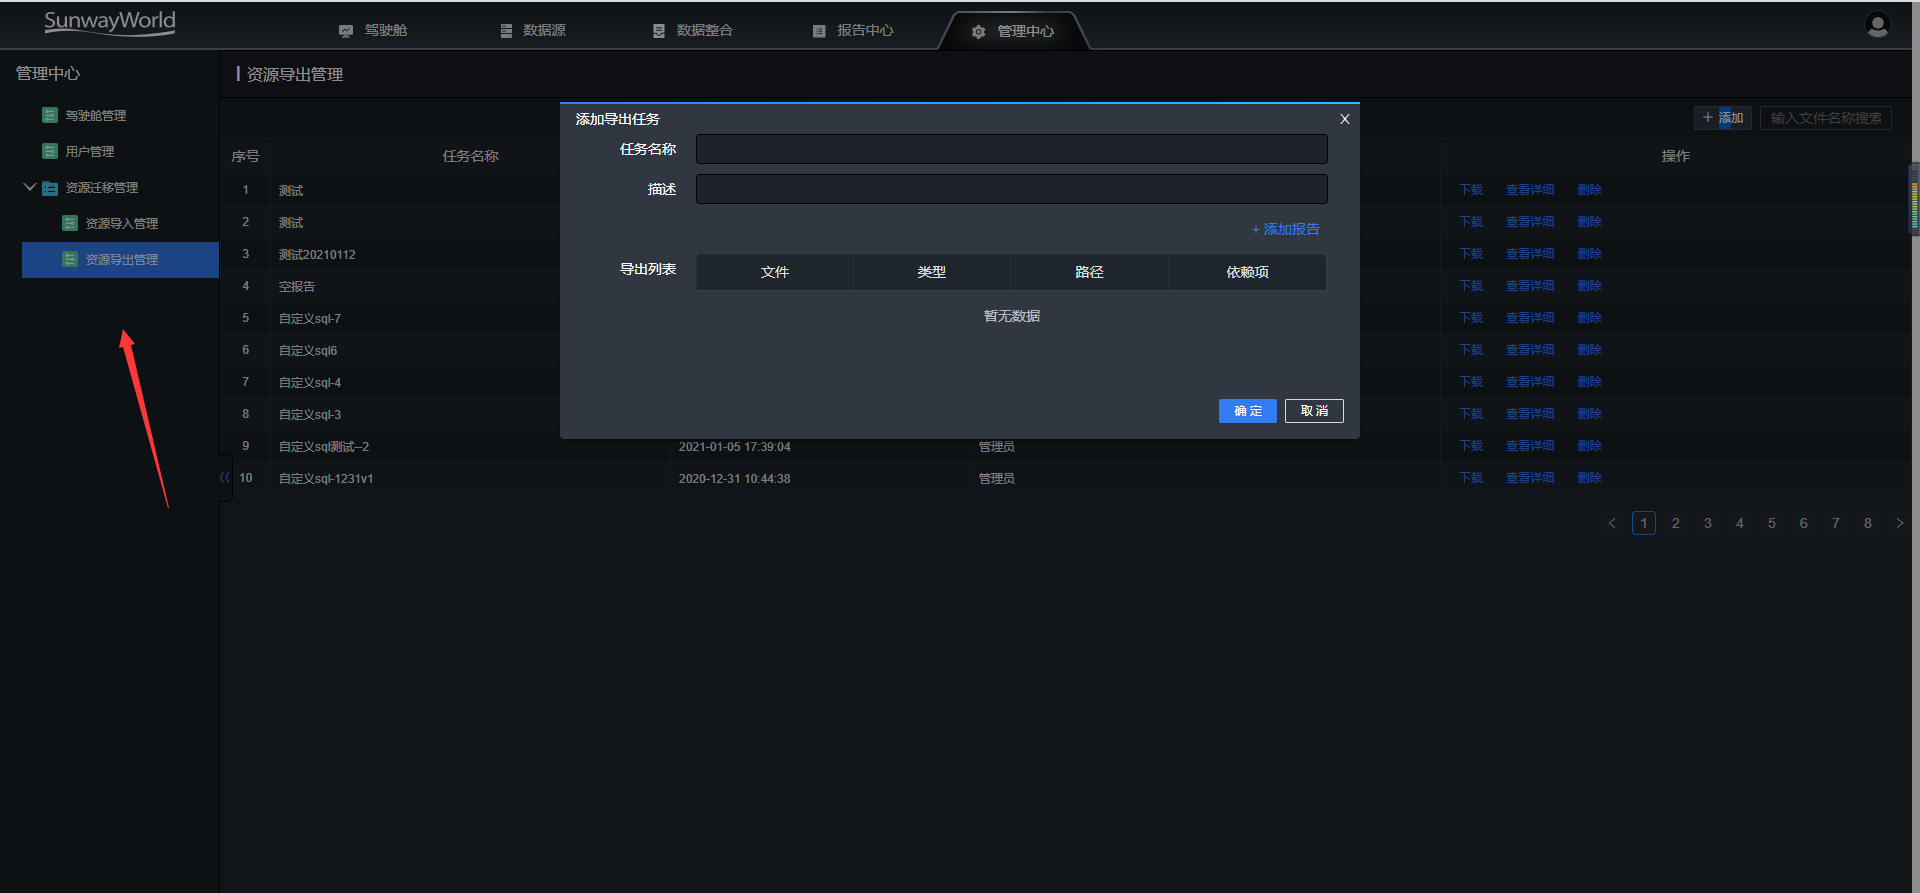 SunwayWorld
驾驶舱
数据源
数据整合
报告中心
管理中心
管理中心
驾驶舱管理
用户管理
资源迁移管理
资源导入管理
资源导出管理
资源导出管理
+ 添加
输入文件名称搜索
序号 任务名称 操作
1 测试 下载 查看详细 删除
2 测试 下载 查看详细 删除
3 测试20210112 下载 查看详细 删除
4 空报告 下载 查看详细 删除
5 自定义sql-7 下载 查看详细 删除
6 自定义sql6 下载 查看详细 删除
7 自定义sql-4 下载 查看详细 删除
8 自定义sql-3 下载 查看详细 删除
9 自定义sql测试--2 2021-01-05 17:39:04 管理员 下载 查看详细 删除
10 自定义sql-1231v1 2020-12-31 10:44:38 管理员 下载 查看详细 删除
< 1 2 3 4 5 6 7 8 >
添加导出任务 X
任务名称
描述
+ 添加报告
导出列表 文件 类型 路径 依赖项
暂无数据
确 定 取 消